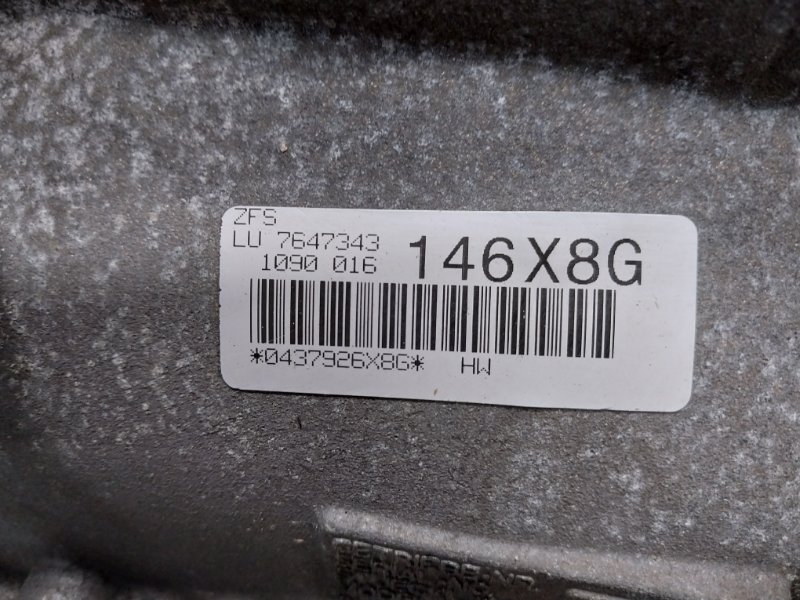 ZFS
LU 7647343
1090 016 146X8G
*0437926X8G* HW